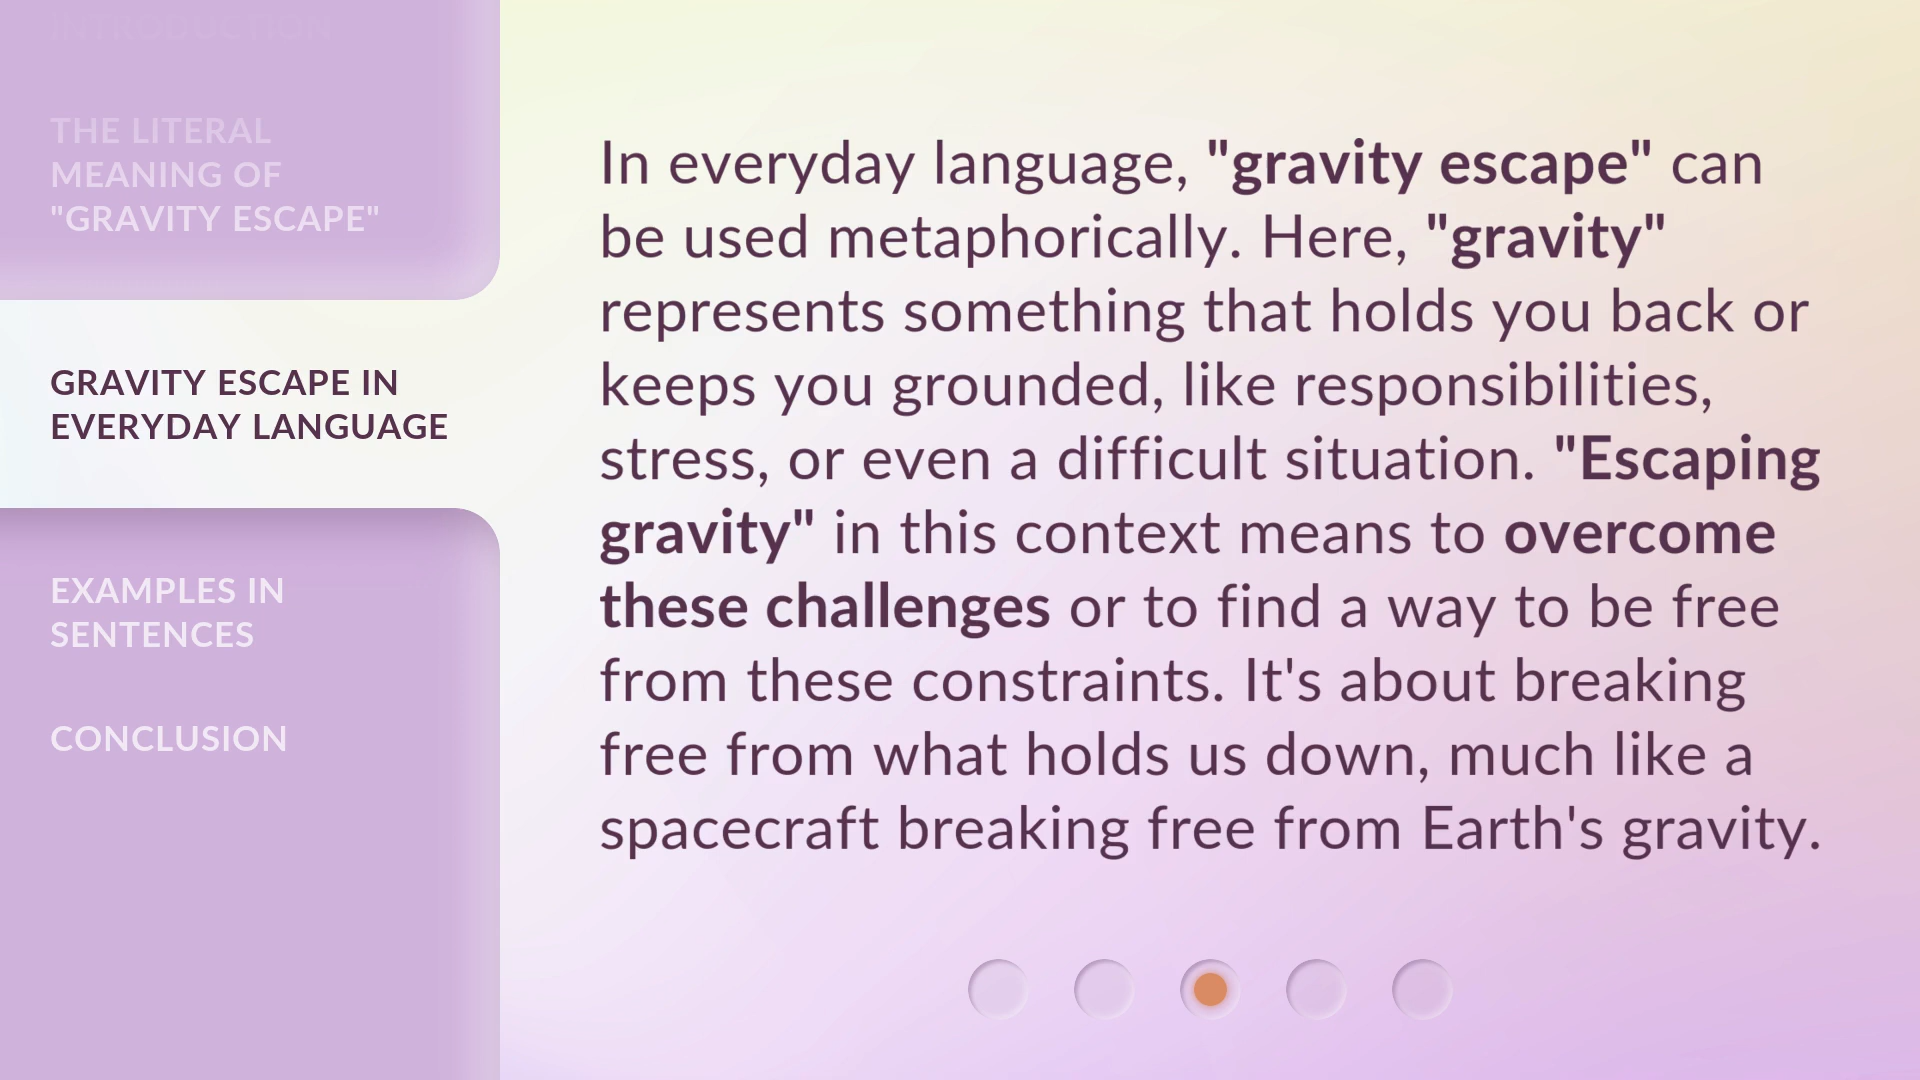 INTRODUCTION
THE LITERAL
MEANING OF
"GRAVITY ESCAPE"
GRAVITY ESCAPE IN
EVERYDAY LANGUAGE
EXAMPLES IN
SENTENCES
CONCLUSION
In everyday language, "gravity escape" can
be used metaphorically. Here, "gravity"
represents something that holds you back or
keeps you grounded, like responsibilities,
stress, or even a difficult situation. "Escaping
gravity" in this context means to overcome
these challenges or to find a way to be free
from these constraints. It's about breaking
free from what holds us down, much like a
spacecraft breaking free from Earth's gravity.